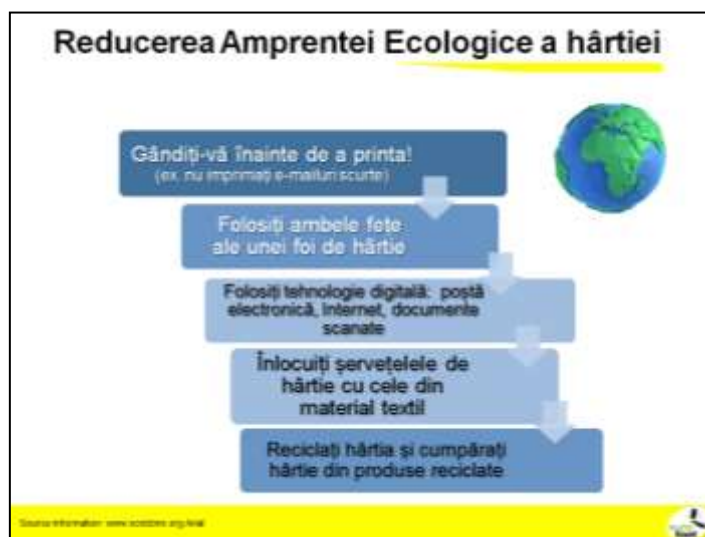 Reducerea Amprentei Ecologice a hârtiei
Gândiți-vă înainte de a printa!
(ex. nu imprimați e-mailuri scurte)
Folosiți ambele fețe
ale unei foi de hârtie
Folosiți tehnologie digitală: poștă
electronică, Internet, documente
scanate
Înlocuiți șervețelele de
hârtie cu cele din
material textil
Reciclați hârtia și cumpărați
hârtie din produse reciclate
Source information: